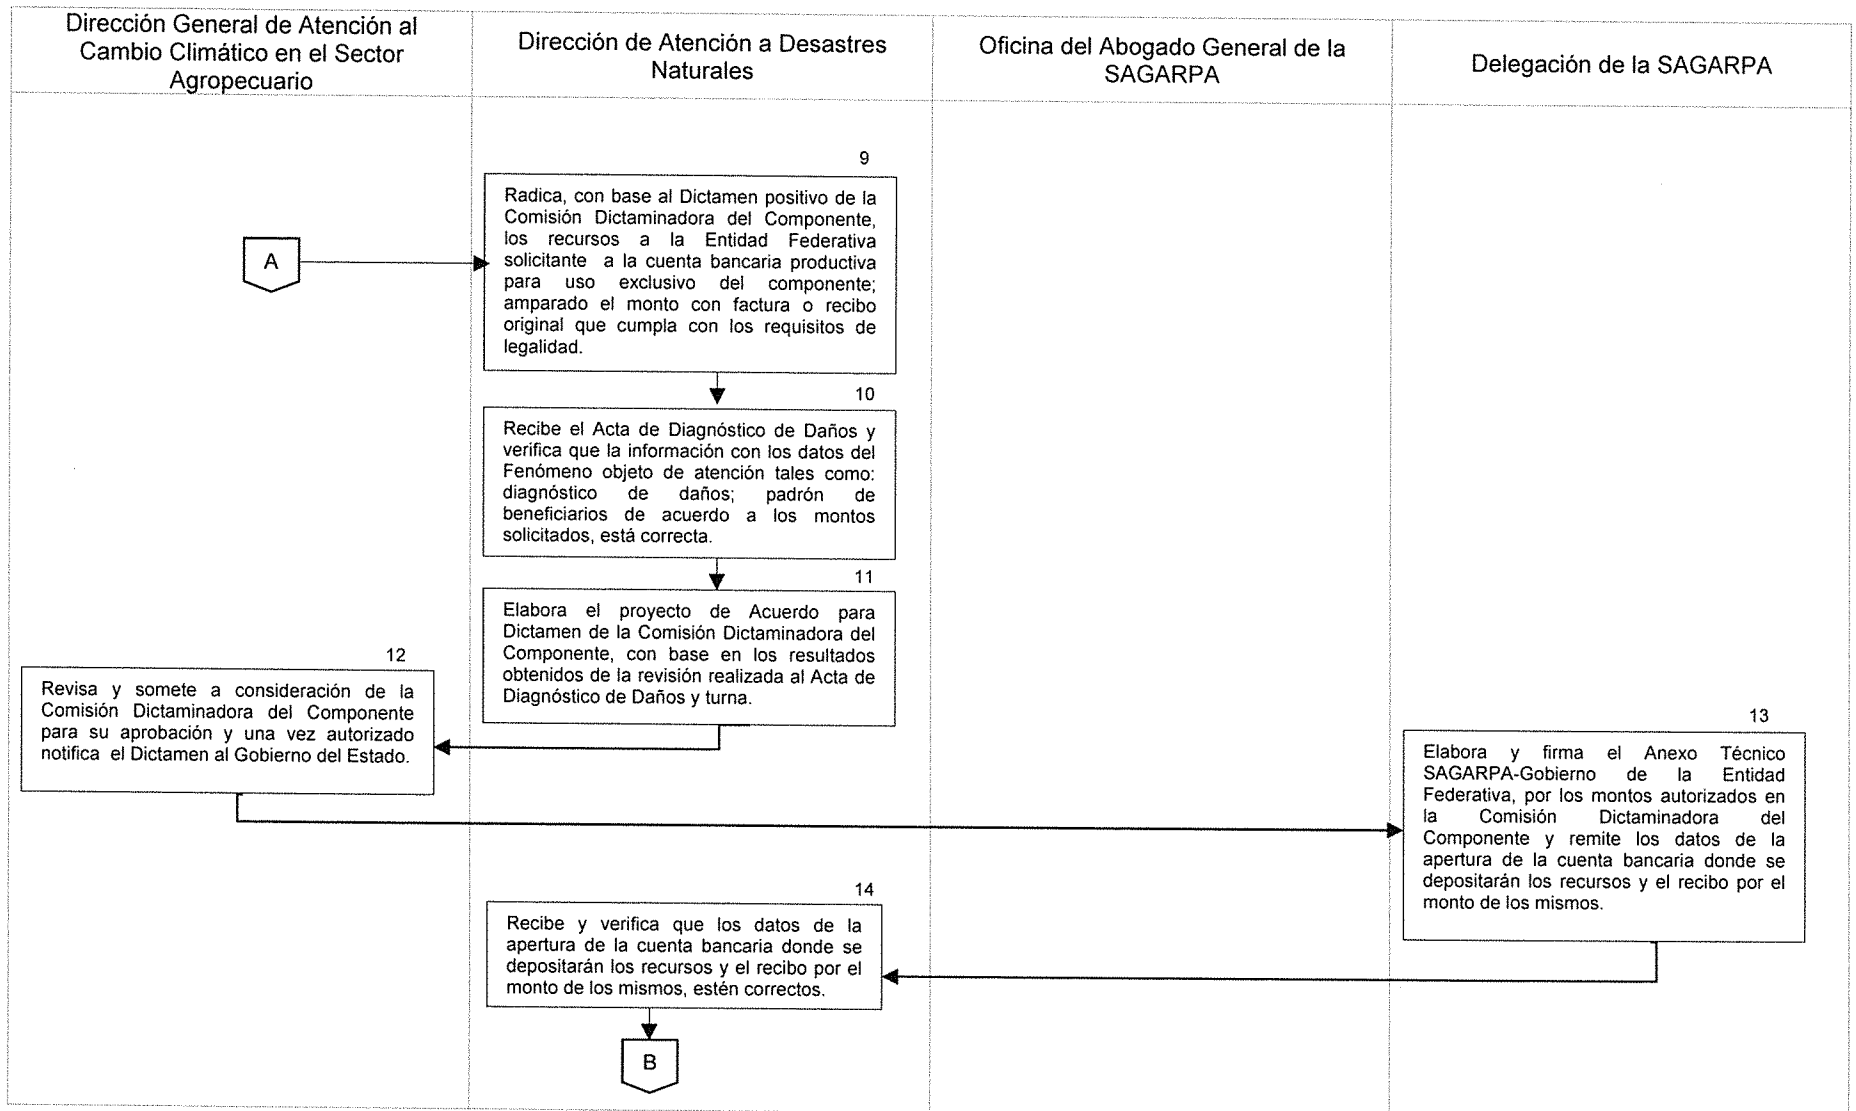 Dirección General de Atención al
Cambio Climático en el Sector
Agropecuario
Dirección de Atención a Desastres
Naturales
Oficina del Abogado General de la
SAGARPA
Delegación de la SAGARPA
A
9
Radica, con base al Dictamen positivo de la
Comisión Dictaminadora del Componente,
los recursos a la Entidad Federativa
solicitante a la cuenta bancaria productiva
para uso exclusivo del componente;
amparado el monto con factura o recibo
original que cumpla con los requisitos de
legalidad.
10
Recibe el Acta de Diagnóstico de Daños y
verifica que la información con los datos del
Fenómeno objeto de atención tales como:
diagnóstico de daños; padrón de
beneficiarios de acuerdo a los montos
solicitados, está correcta.
11
Elabora el proyecto de Acuerdo para
Dictamen de la Comisión Dictaminadora del
Componente, con base en los resultados
obtenidos de la revisión realizada al Acta de
Diagnóstico de Daños y turna.
12
Revisa y somete a consideración de la
Comisión Dictaminadora del Componente
para su aprobación y una vez autorizado
notifica el Dictamen al Gobierno del Estado.
13
Elabora y firma el Anexo Técnico
SAGARPA-Gobierno de la Entidad
Federativa, por los montos autorizados en
la Comisión Dictaminadora del
Componente y remite los datos de la
apertura de la cuenta bancaria donde se
depositarán los recursos y el recibo por el
monto de los mismos.
14
Recibe y verifica que los datos de la
apertura de la cuenta bancaria donde se
depositarán los recursos y el recibo por el
monto de los mismos, estén correctos.
B